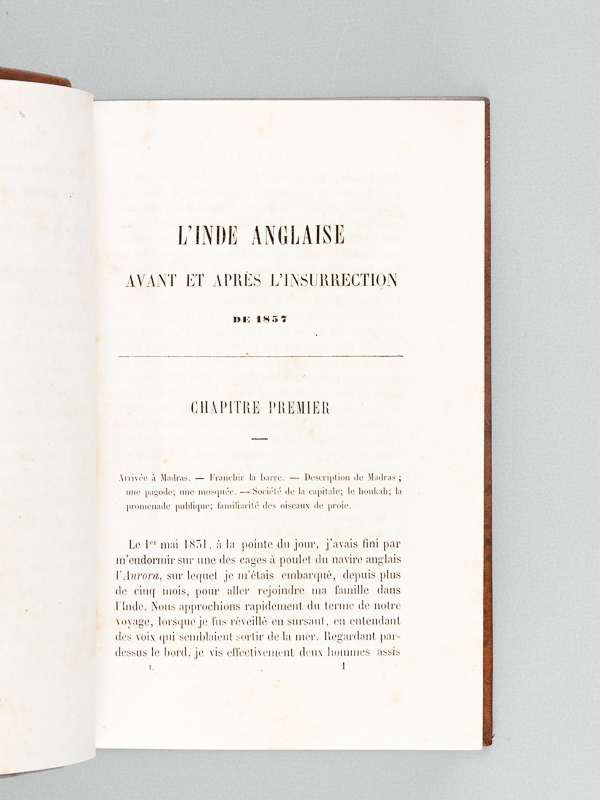 L'INDE ANGLAISE
AVANT ET APRÈS L'INSURRECTION
DE 1857
CHAPITRE PREMIER
Arrivée à Madras. — Franchir la barre. — Description de Madras;
une pagode; une mosquée. — Société de la capitale; le houkah; la
promenade publique; familiarité des oiseaux de proie.
Le 1er mai 1831, à la pointe du jour, j'avais fini par
m'endormir sur une des cages à poulet du navire anglais
l'Aurora, sur lequel je m'étais embarqué, depuis plus
de cinq mois, pour aller rejoindre ma famille dans
l'Inde. Nous approchions rapidement du terme de notre
voyage, lorsque je fus réveillé en sursaut, en entendant
des voix qui semblaient sortir de la mer. Regardant par-
dessus le bord, je vis effectivement deux hommes assis
I. 1